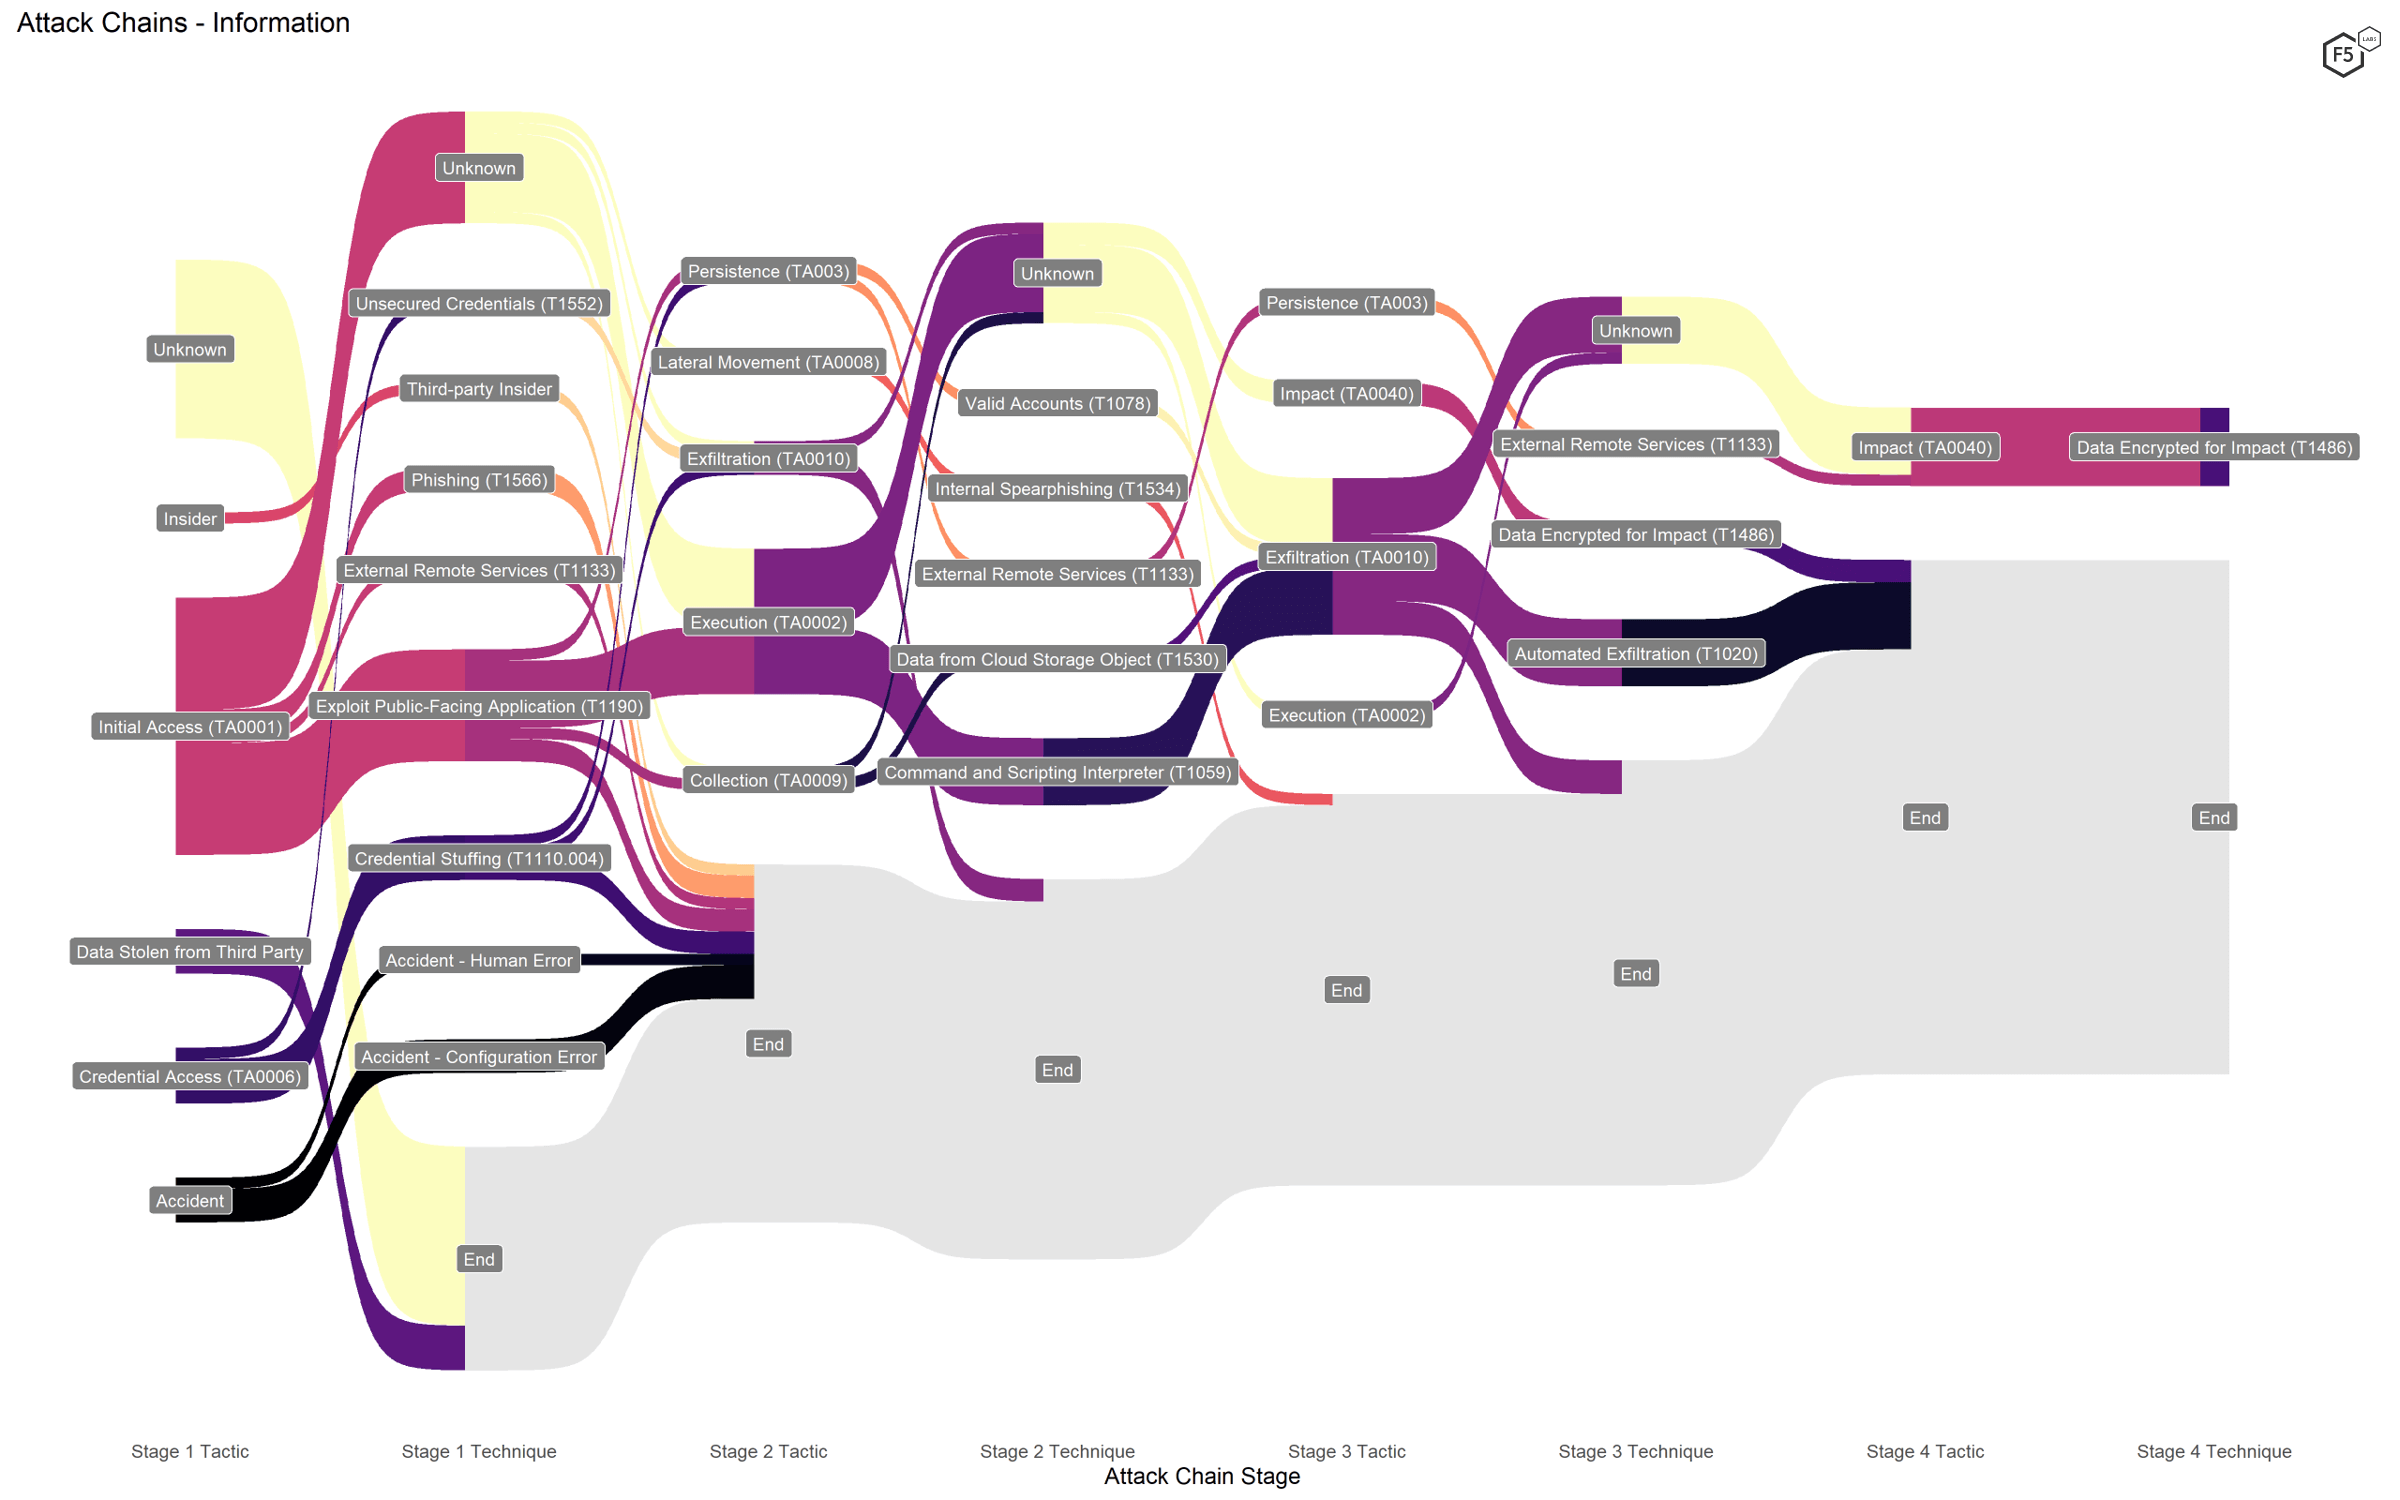 Attack Chains - Information
F5
LABS
Unknown
Insider
Initial Access (TA0001)
Data Stolen from Third Party
Credential Access (TA0006)
Accident
Unknown
Unsecured Credentials (T1552)
Third-party Insider
Phishing (T1566)
External Remote Services (T1133)
Exploit Public-Facing Application (T1190)
Credential Stuffing (T1110.004)
Accident - Human Error
Accident - Configuration Error
End
Persistence (TA003)
Lateral Movement (TA0008)
Exfiltration (TA0010)
Execution (TA0002)
Collection (TA0009)
End
Unknown
Valid Accounts (T1078)
Internal Spearphishing (T1534)
External Remote Services (T1133)
Data from Cloud Storage Object (T1530)
Command and Scripting Interpreter (T1059)
End
Persistence (TA003)
Impact (TA0040)
Exfiltration (TA0010)
Execution (TA0002)
End
Unknown
External Remote Services (T1133)
Data Encrypted for Impact (T1486)
Automated Exfiltration (T1020)
End
Impact (TA0040)
End
Data Encrypted for Impact (T1486)
End
Stage 1 Tactic
Stage 1 Technique
Stage 2 Tactic
Stage 2 Technique
Stage 3 Tactic
Stage 3 Technique
Stage 4 Tactic
Stage 4 Technique
Attack Chain Stage